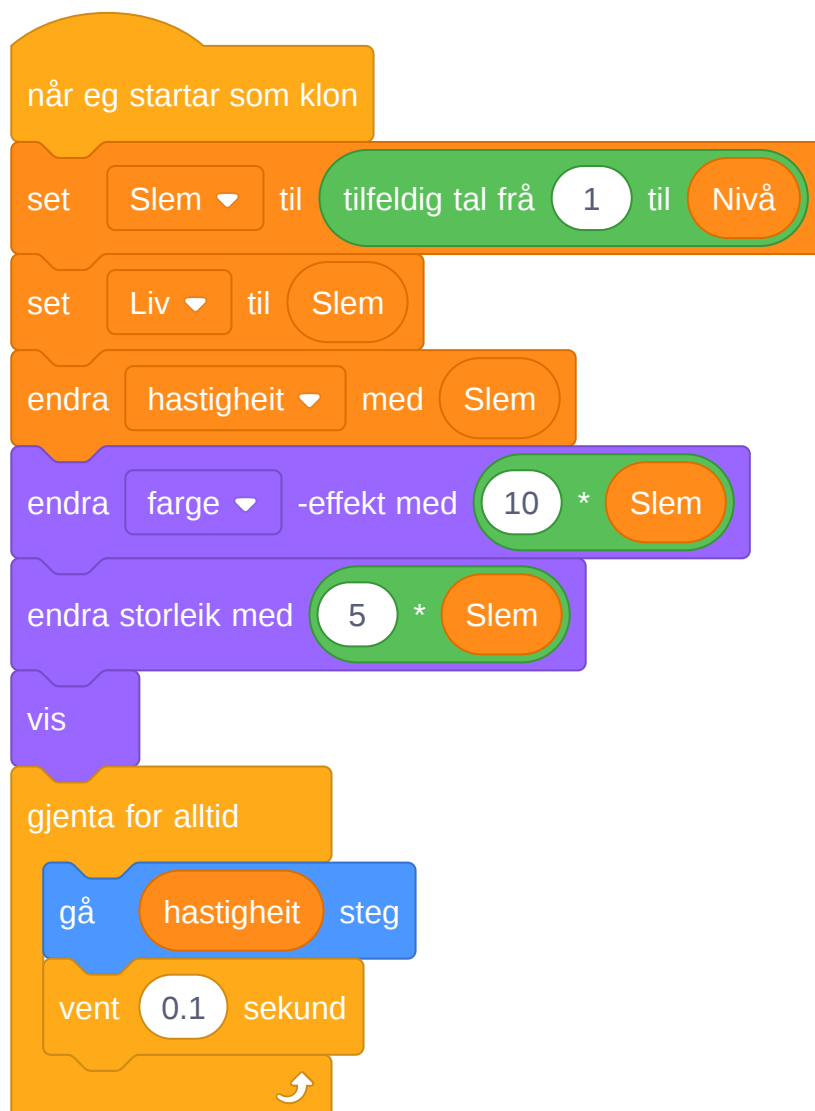 når eg startar som klon
set Slem til tilfeldig tal frå 1 til Nivå
set Liv til Slem
endra hastigheit med Slem
endra farge -effekt med 10 * Slem
endra storleik med 5 * Slem
vis
gjenta for alltid
gå hastigheit steg
vent 0.1 sekund